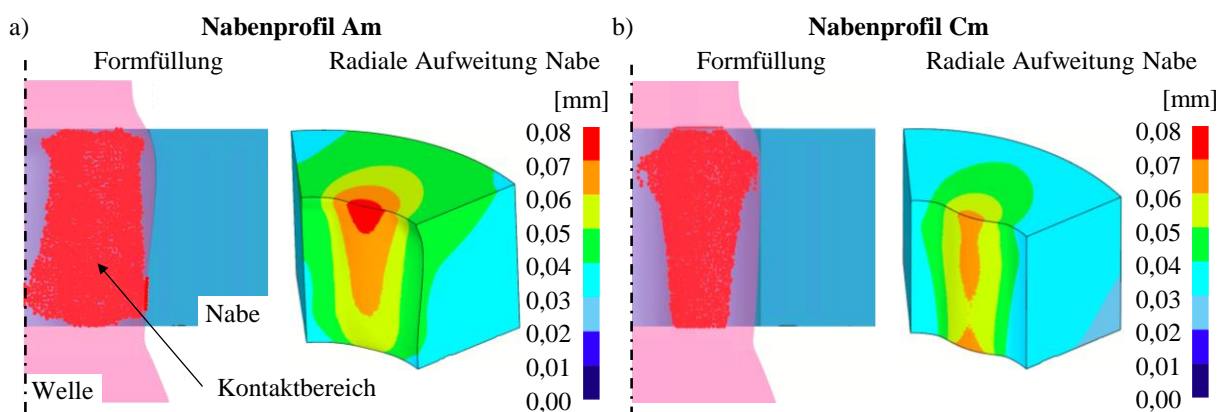 a)
Nabenprofil Am
Formfüllung
Radiale Aufweitung Nabe
[mm]
0,08
0,07
0,06
0,05
0,04
0,03
0,02
0,01
0,00
Nabe
Welle
Kontaktbereich
b)
Nabenprofil Cm
Formfüllung
Radiale Aufweitung Nabe
[mm]
0,08
0,07
0,06
0,05
0,04
0,03
0,02
0,01
0,00